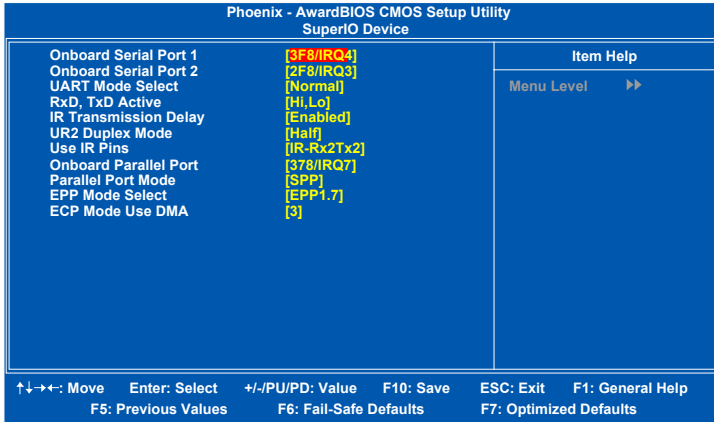 Phoenix - AwardBIOS CMOS Setup Utility
SuperIO Device
Onboard Serial Port 1 [3F8/IRQ4]
Onboard Serial Port 2 [2F8/IRQ3]
UART Mode Select [Normal]
RxD, TxD Active [Hi,Lo]
IR Transmission Delay [Enabled]
UR2 Duplex Mode [Half]
Use IR Pins [IR-Rx2Tx2]
Onboard Parallel Port [378/IRQ7]
Parallel Port Mode [SPP]
EPP Mode Select [EPP1.7]
ECP Mode Use DMA [3]
Item Help
Menu Level ▶▶
↑↓→←: Move Enter: Select +/-/PU/PD: Value F10: Save ESC: Exit F1: General Help
F5: Previous Values F6: Fail-Safe Defaults F7: Optimized Defaults